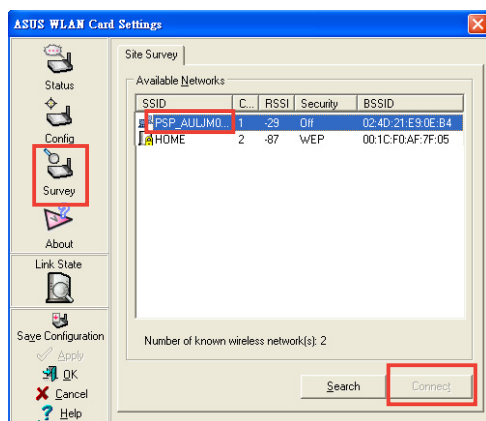 ASUS WLAN Card Settings
Status
Config
Survey
About
Link State
Save Configuration
Apply
OK
Cancel
Help
Site Survey
Available Networks
SSID C... RSSI Security BSSID
PSP_AULJM0... 1 -29 Off 02:4D:21:E9:0E:B4
HOME 2 -87 WEP 00:1C:F0:AF:7F:05
Number of known wireless network(s): 2
Search Connect